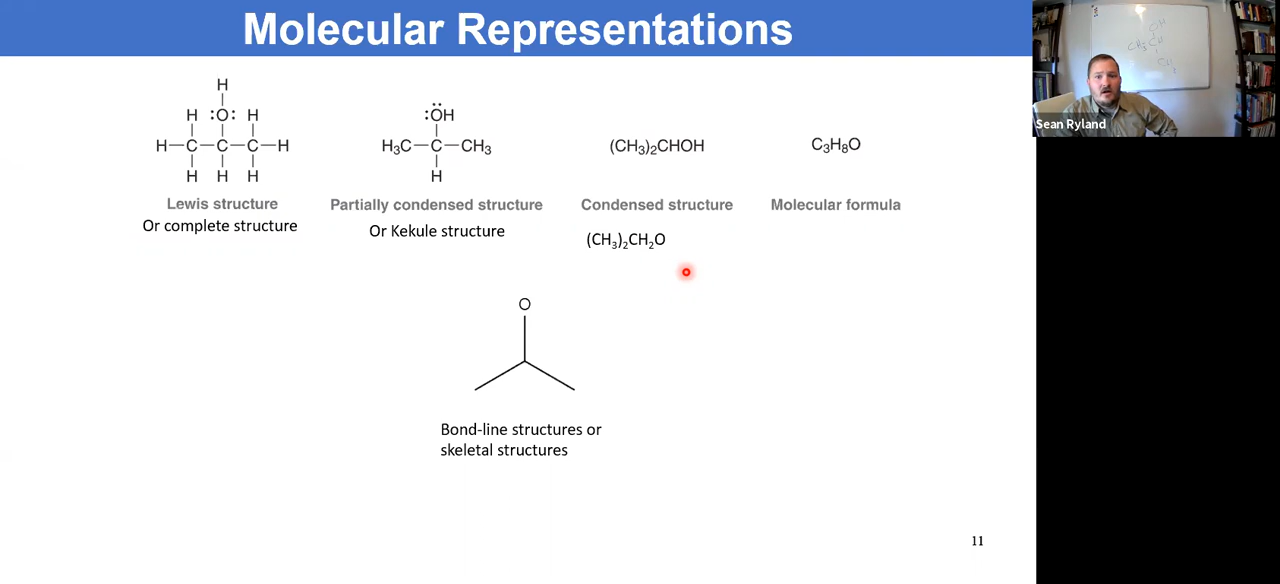 Molecular Representations
Sean Ryland
H
H :Ö: H
H–C–C–C–H
H H H
Lewis structure
Or complete structure
:ÖH
H₃C–C–CH₃
H
Partially condensed structure
Or Kekule structure
(CH₃)₂CHOH
Condensed structure
(CH₃)₂CH₂O
C₃H₈O
Molecular formula
O
Bond-line structures or
skeletal structures
11